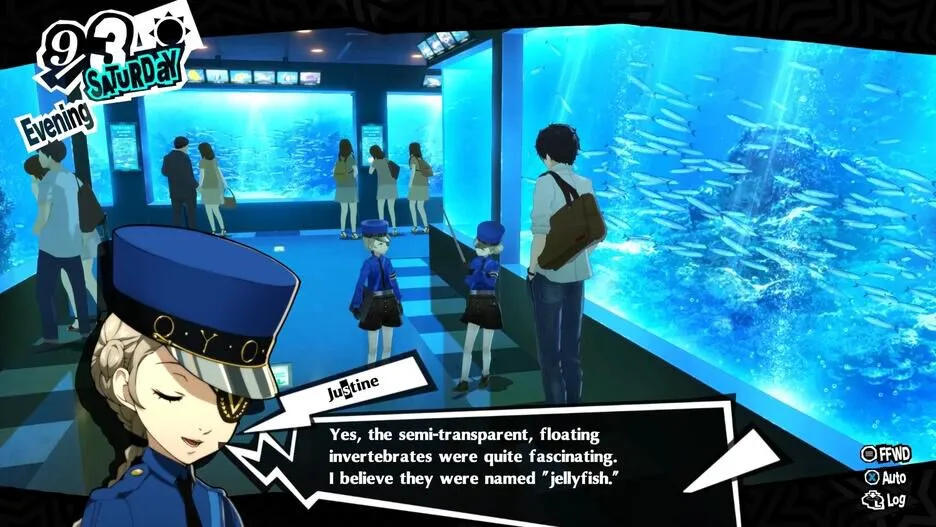 9/3
SATURDAY
Evening
QYO
Justine
Yes, the semi-transparent, floating
invertebrates were quite fascinating.
I believe they were named "jellyfish."
FFWD
Auto
Log